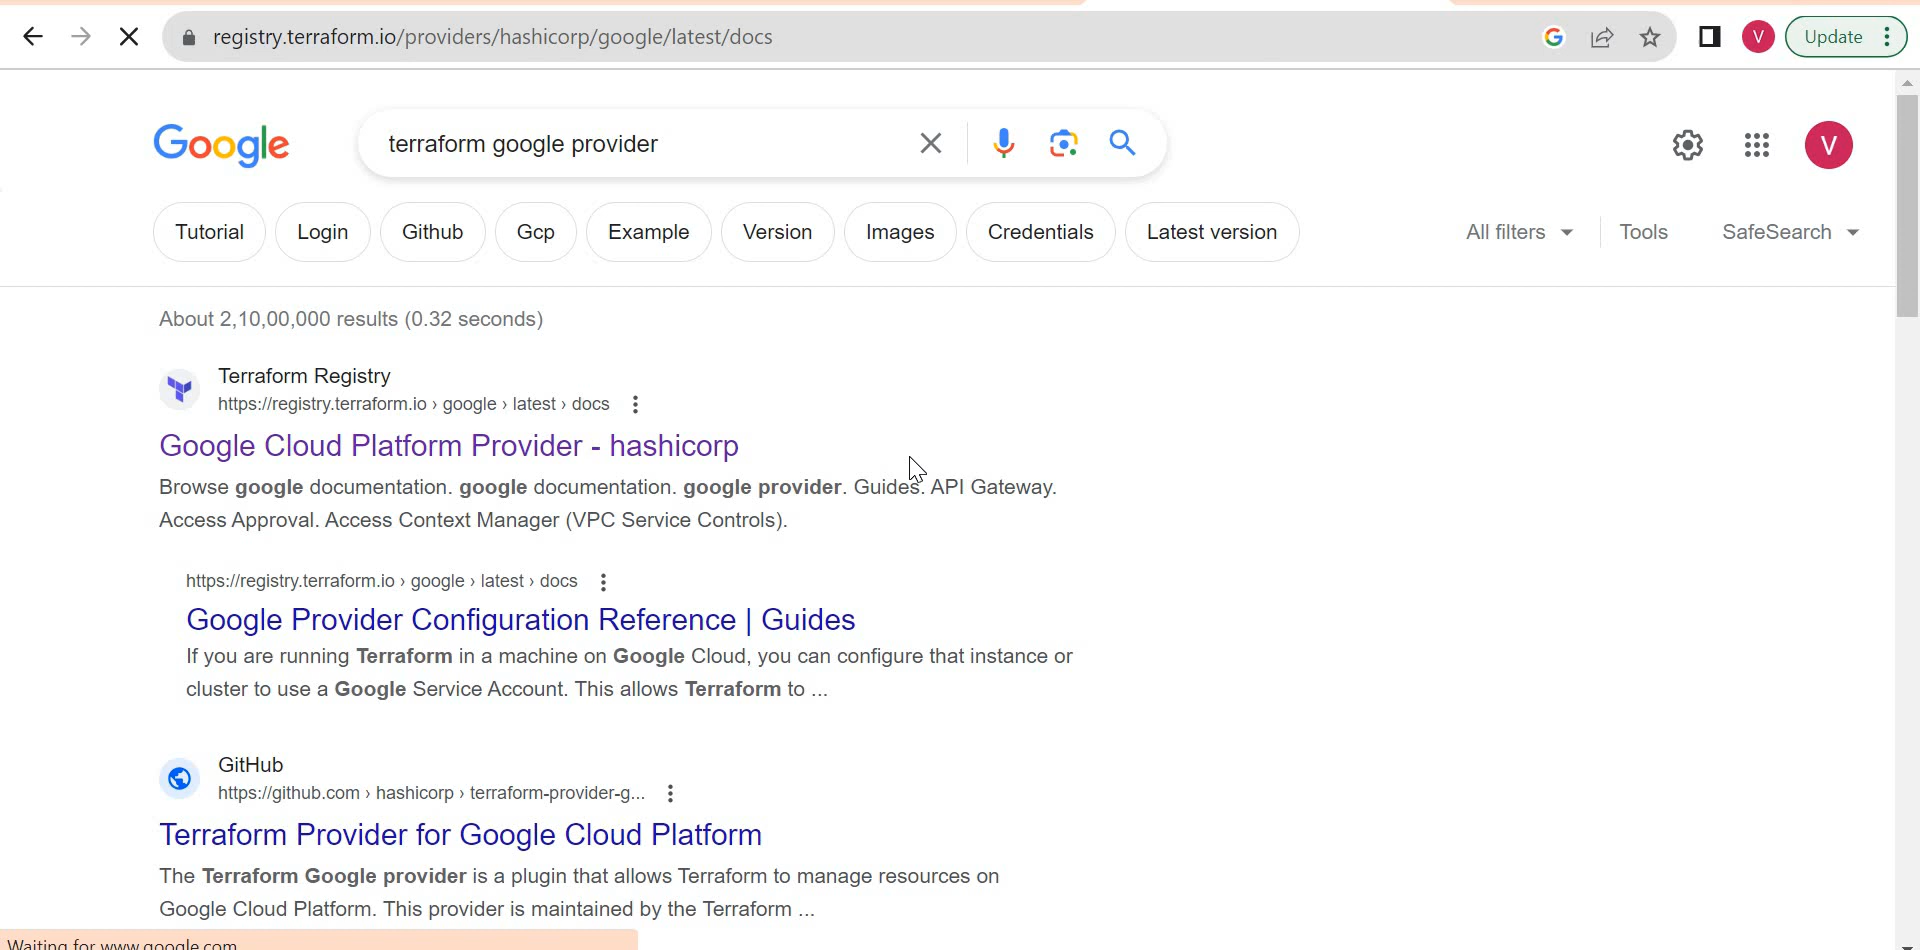 registry.terraform.io/providers/hashicorp/google/latest/docs
V
Update
Google
terraform google provider
V
Tutorial
Login
Github
Gcp
Example
Version
Images
Credentials
Latest version
All filters
Tools
SafeSearch
About 2,10,00,000 results (0.32 seconds)
Terraform Registry
https://registry.terraform.io › google › latest › docs
Google Cloud Platform Provider - hashicorp
Browse google documentation. google documentation. google provider. Guides. API Gateway.
Access Approval. Access Context Manager (VPC Service Controls).
https://registry.terraform.io › google › latest › docs
Google Provider Configuration Reference | Guides
If you are running Terraform in a machine on Google Cloud, you can configure that instance or
cluster to use a Google Service Account. This allows Terraform to ...
GitHub
https://github.com › hashicorp › terraform-provider-g...
Terraform Provider for Google Cloud Platform
The Terraform Google provider is a plugin that allows Terraform to manage resources on
Google Cloud Platform. This provider is maintained by the Terraform ...
Waiting for www.google.com